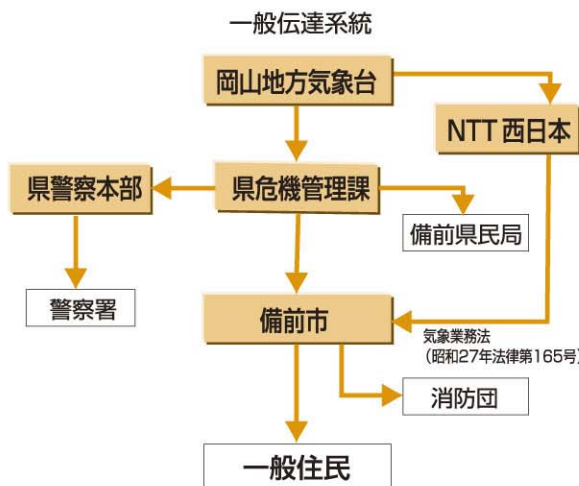 一般伝達系統
岡山地方気象台
NTT西日本
県警察本部
県危機管理課
備前県民局
警察署
備前市
気象業務法
（昭和27年法律第165号）
消防団
一般住民